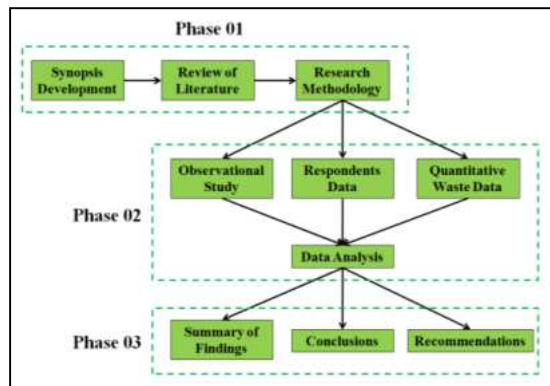 Phase 01
Synopsis
Development
Review of
Literature
Research
Methodology
Phase 02
Observational
Study
Respondents
Data
Quantitative
Waste Data
Data Analysis
Phase 03
Summary of
Findings
Conclusions
Recommendations